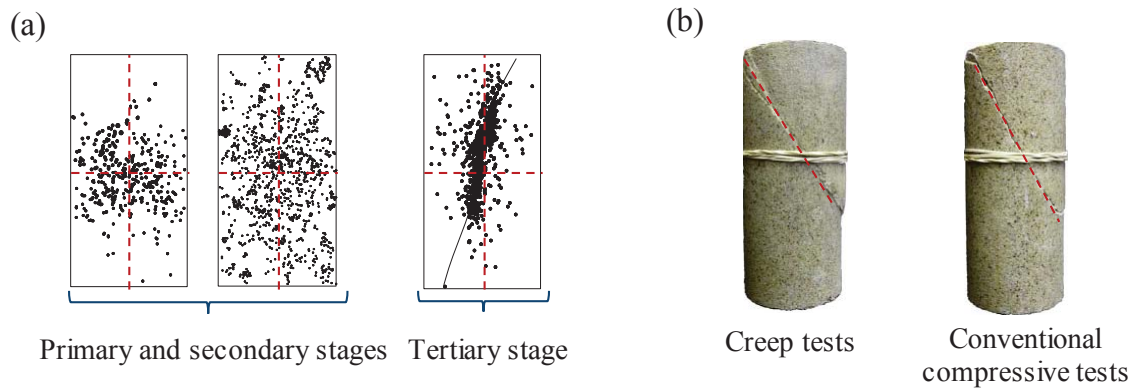 (a)
(b)
Primary and secondary stages
Tertiary stage
Creep tests
Conventional
compressive tests